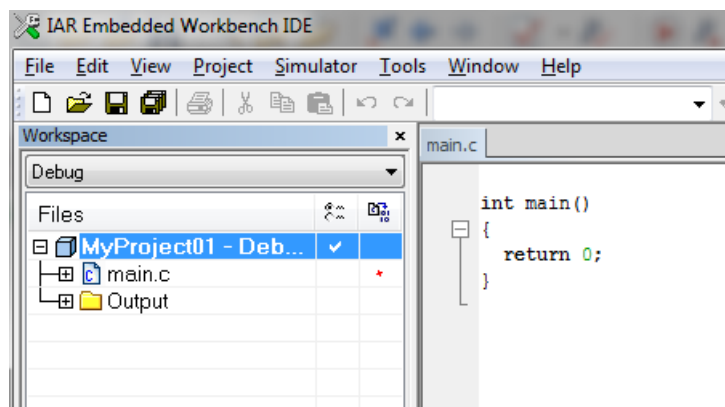 IAR Embedded Workbench IDE
File Edit View Project Simulator Tools Window Help
Workspace
Debug
Files
MyProject01 - Deb...
main.c
Output
main.c
int main()
{
return 0;
}